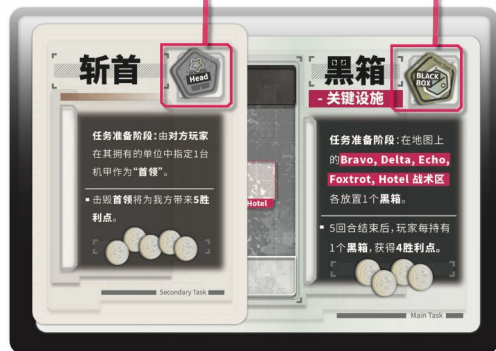 斩首
Head
任务准备阶段：由对方玩家
在其拥有的单位中指定1台
机甲作为“首领”。
▪ 击毁首领将为我方带来5胜
利点。
Secondary Task
Hotel
黑箱
BLACK
BOX
- 关键设施
任务准备阶段：在地图上
的Bravo, Delta, Echo,
Foxtrot, Hotel 战术区
各放置1个黑箱。
▪ 5回合结束后，玩家每持有
1个黑箱，获得4胜利点。
Main Task